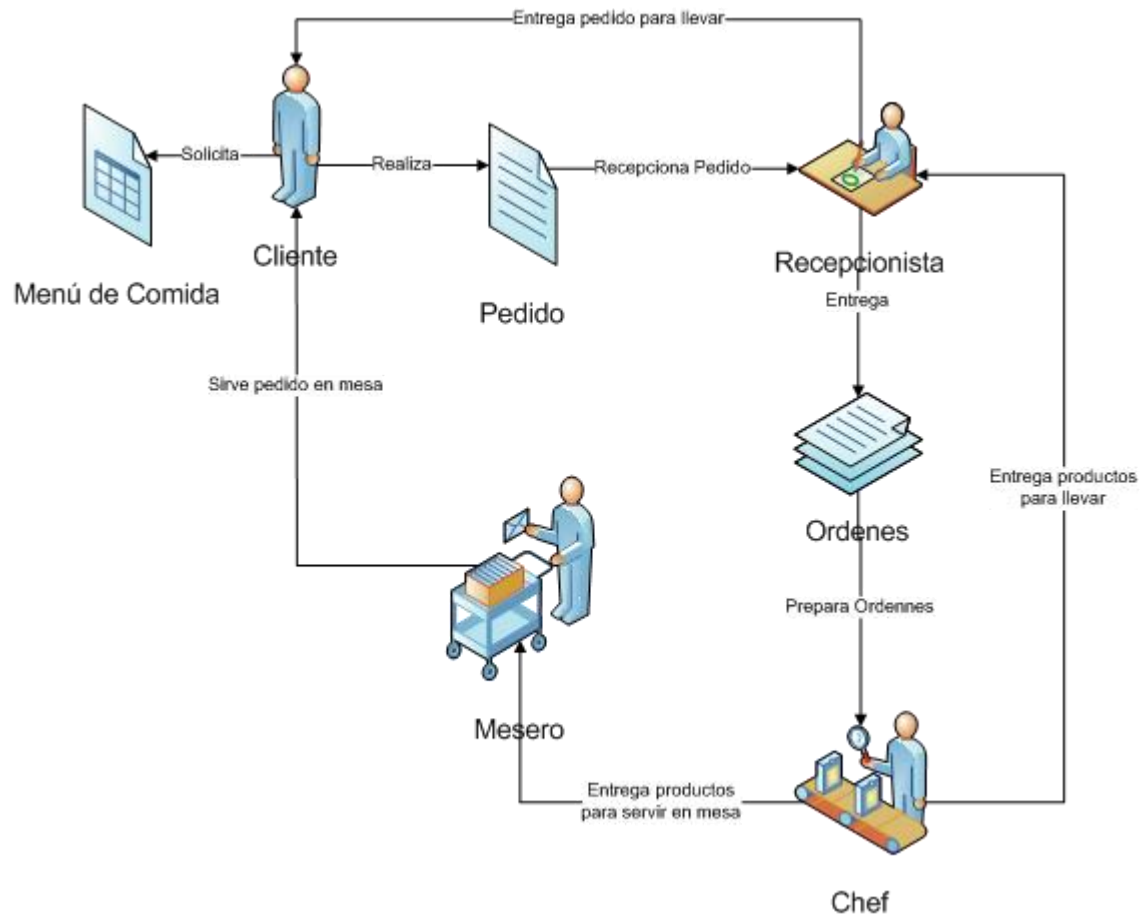 Entrega pedido para llevar
Solicita
Realiza
Recepciona Pedido
Cliente
Recepcionista
Menú de Comida
Pedido
Entrega
Sirve pedido en mesa
Entrega productos
para llevar
Ordenes
Prepara Ordennes
Mesero
Entrega productos
para servir en mesa
Chef